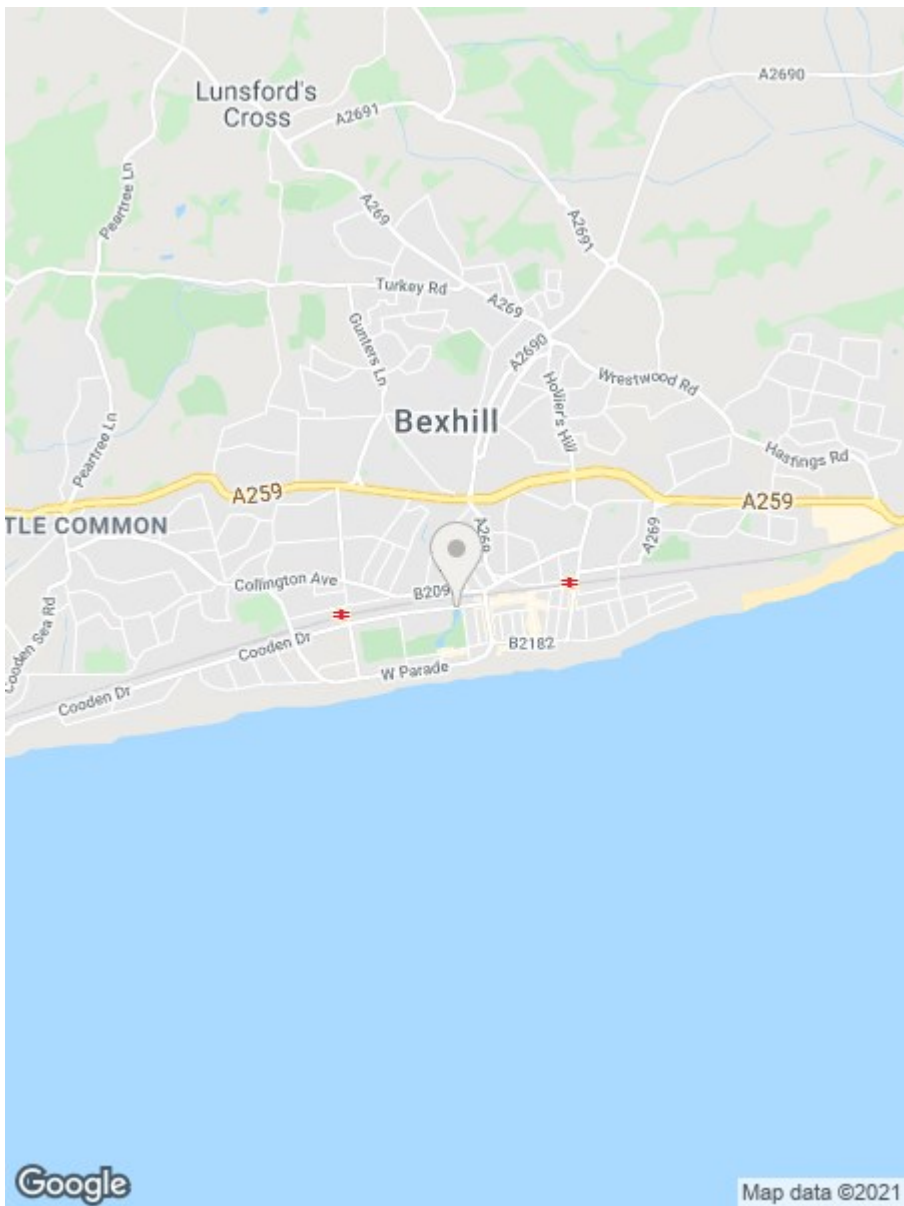 A2690
Lunsford's
Cross
A2691
Peartree Ln
A269
A2691
Turkey Rd
A269
Gunters Ln
A2690
Hollier's Hill
Wrestwood Rd
Bexhill
Peartree Ln
Hastings Rd
A259
A259
TLE COMMON
A269
A269
Collington Ave
B209
Cooden Sea Rd
Cooden Dr
B2182
W Parade
Cooden Dr
Google
Map data ©2021